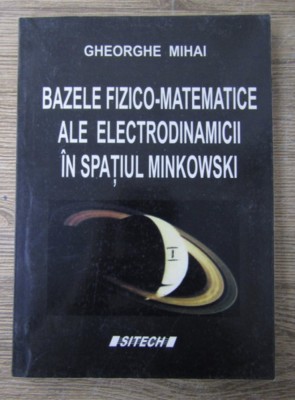 GHEORGHE MIHAI
BAZELE FIZICO-MATEMATICE
ALE ELECTRODINAMICII
ÎN SPAȚIUL MINKOWSKI
SITECH